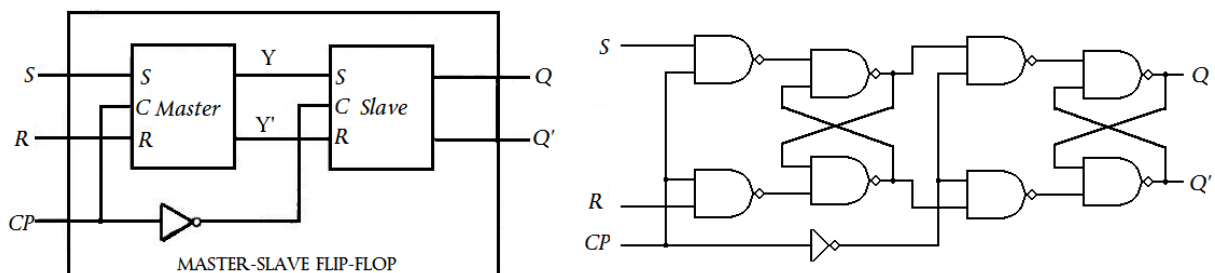 S
S
Y
S
Q
C Master
C Slave
R
R
Y'
R
Q'
CP
MASTER-SLAVE FLIP-FLOP
S
Q
R
Q'
CP